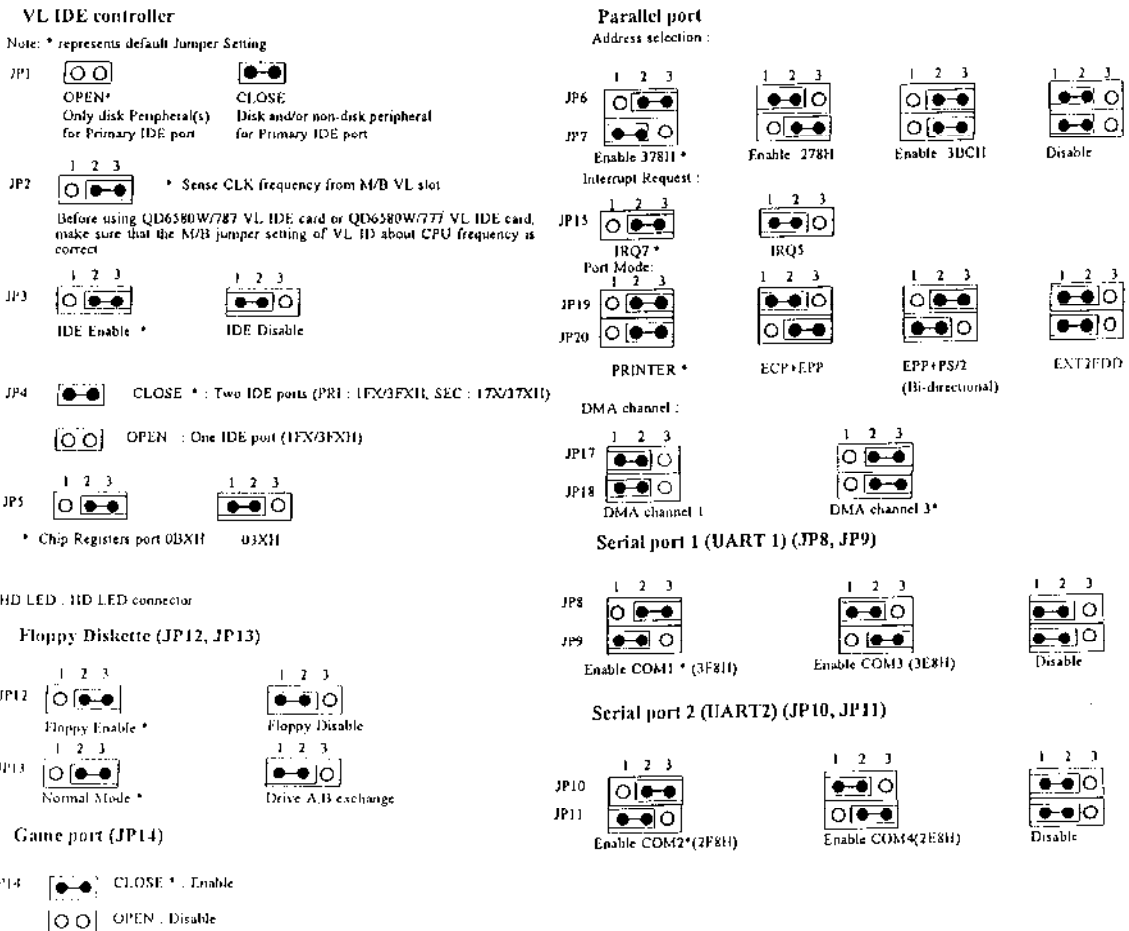 VL IDE controller
Note: * represents default Jumper Setting
JP1
OPEN* CLOSE
Only disk Peripheral(s) Disk and/or non-disk peripheral
for Primary IDE port for Primary IDE port
1 2 3
JP2 * Sense CLK frequency from M/B VL slot
Before using QD6580W/787 VL IDE card or QD6580W/777 VL IDE card,
make sure that the M/B jumper setting of VL ID about CPU frequency is
correct
1 2 3 1 2 3
JP3
IDE Enable * IDE Disable
JP4 CLOSE * : Two IDE ports (PRI : 1FX/3FXH, SEC : 17X/37XH)
OPEN : One IDE port (1FX/3FXH)
1 2 3 1 2 3
JP5
* Chip Registers port 0BXH 03XH
HD LED . HD LED connector
Floppy Diskette (JP12, JP13)
1 2 3 1 2 3
JP12
Floppy Enable * Floppy Disable
1 2 3 1 2 3
JP13
Normal Mode * Drive A,B exchange
Game port (JP14)
JP14 CLOSE * . Enable
OPEN . Disable
Parallel port
Address selection :
1 2 3 1 2 3 1 2 3 1 2 3
JP6
JP7
Enable 378H * Enable 278H Enable 3BCH Disable
Interrupt Request :
1 2 3 1 2 3
JP15
IRQ7 * IRQ5
Port Mode:
1 2 3 1 2 3 1 2 3 1 2 3
JP19
JP20
PRINTER * ECP+EPP EPP+PS/2 EXT2FDD
(Bi-directional)
DMA channel :
1 2 3 1 2 3
JP17
JP18
DMA channel 1 DMA channel 3*
Serial port 1 (UART 1) (JP8, JP9)
1 2 3 1 2 3 1 2 3
JP8
JP9
Enable COM1 * (3F8H) Enable COM3 (3E8H) Disable
Serial port 2 (UART2) (JP10, JP11)
1 2 3 1 2 3 1 2 3
JP10
JP11
Enable COM2*(2F8H) Enable COM4(2E8H) Disable